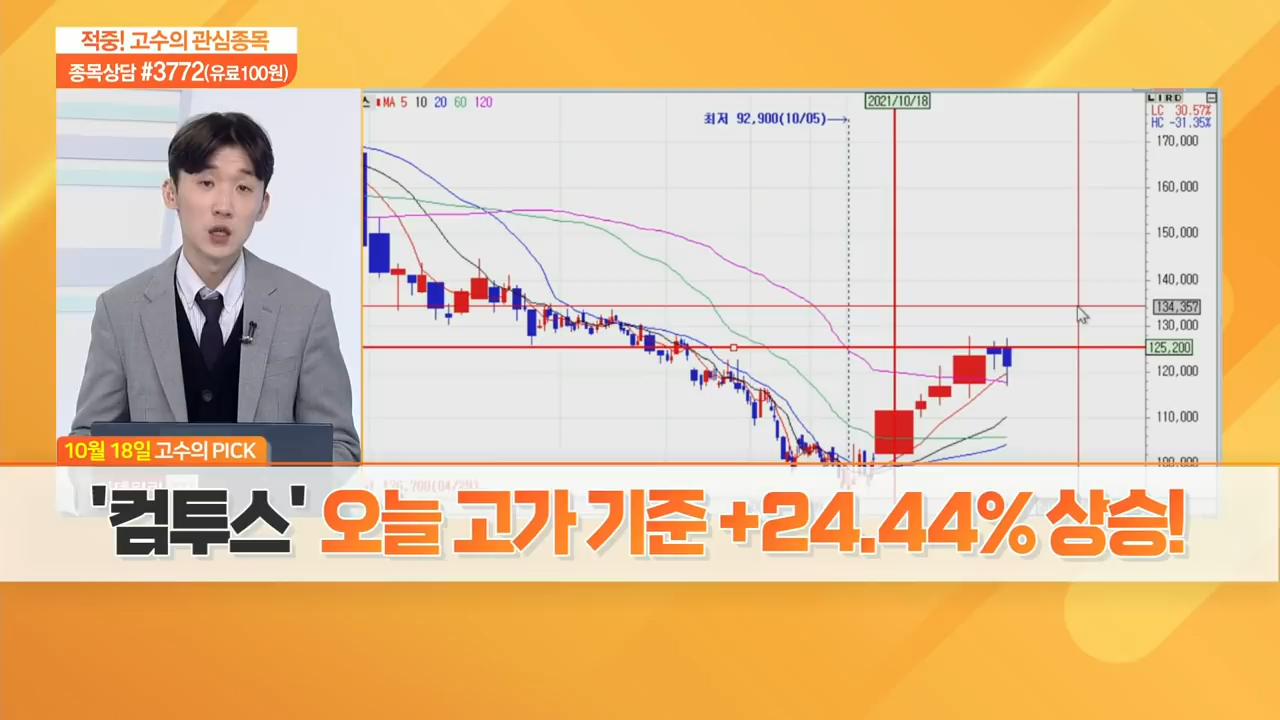 적중! 고수의 관심종목
종목상담 #3772(유료100원)
스 MA 5 10 20 60 120
최저 92,900(10/05)
2021/10/18
L I R D
LC 30.57%
HC -31.35%
170,000
160,000
150,000
140,000
134,357
130,000
125,200
120,000
110,000
100,000
10월 18일 고수의 PICK
'컴투스' 오늘 고가 기준 +24.44% 상승!